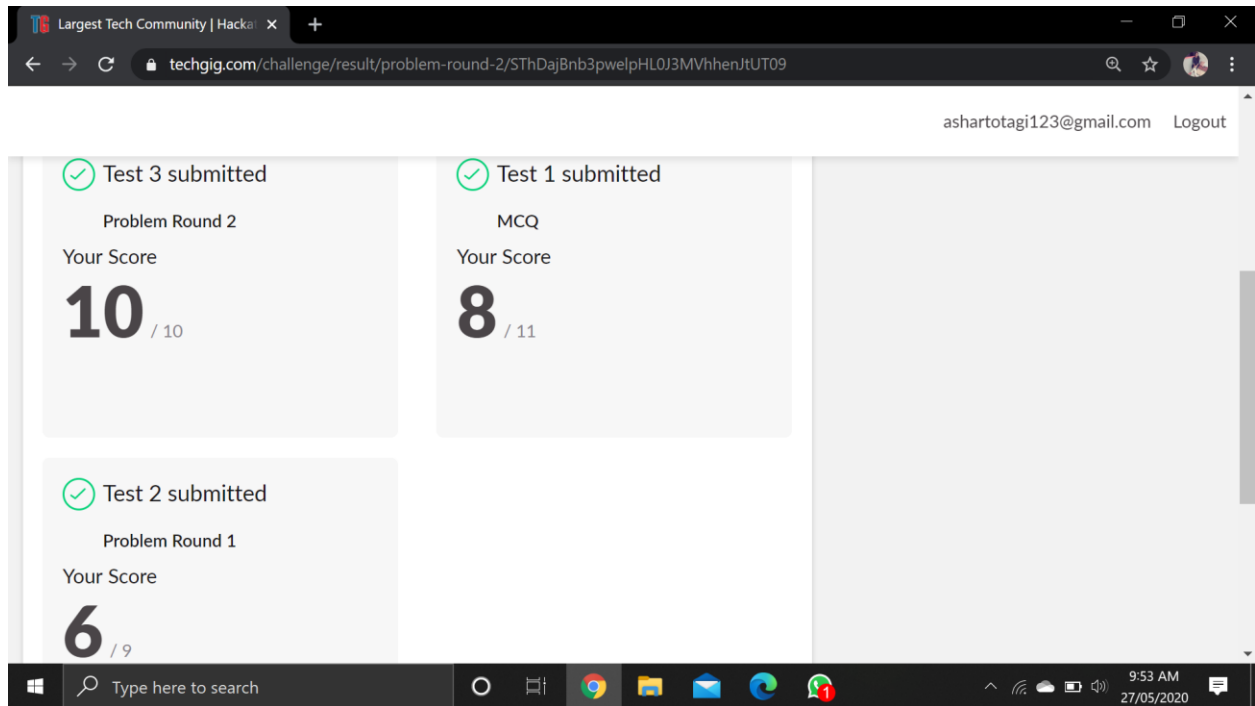 TG Largest Tech Community | Hacka
techgig.com/challenge/result/problem-round-2/SThDajBnb3pwelpHL0J3MVhhenJtUT09
ashartotagi123@gmail.com Logout
Test 3 submitted
Problem Round 2
Your Score
10 / 10
Test 1 submitted
MCQ
Your Score
8 / 11
Test 2 submitted
Problem Round 1
Your Score
6 / 9
Type here to search
1
9:53 AM
27/05/2020